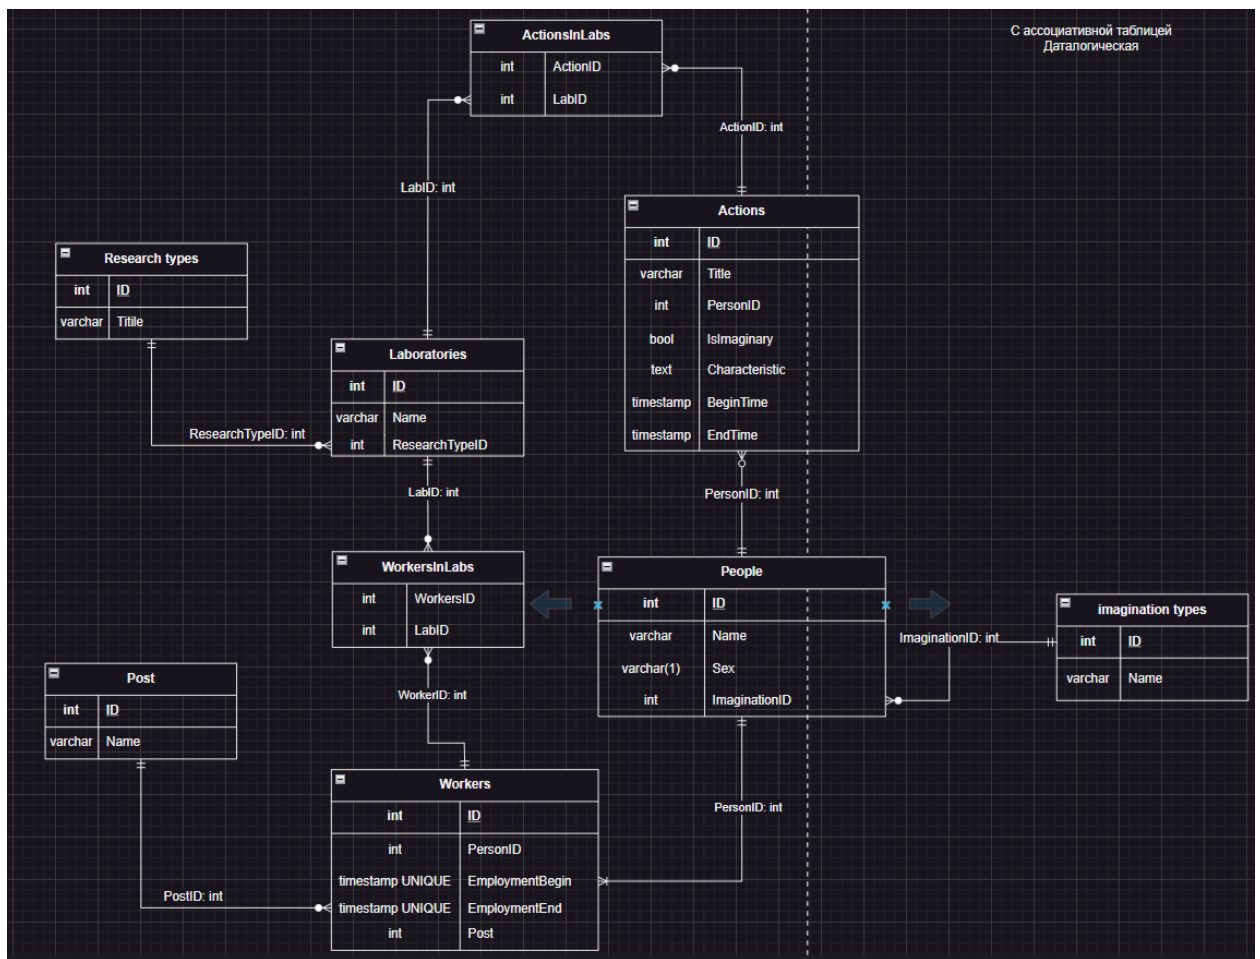 С ассоциативной таблицей
Даталогическая
ActionsInLabs
int ActionID
int LabID
ActionID: int
LabID: int
Actions
int ID
varchar Title
int PersonID
bool IsImaginary
text Characteristic
timestamp BeginTime
timestamp EndTime
Research types
int ID
varchar Titile
ResearchTypeID: int
Laboratories
int ID
varchar Name
int ResearchTypeID
LabID: int
PersonID: int
WorkersInLabs
int WorkersID
int LabID
WorkerID: int
People
int ID
varchar Name
varchar(1) Sex
int ImaginationID
ImaginationID: int
imagination types
int ID
varchar Name
Post
int ID
varchar Name
PostID: int
Workers
int ID
int PersonID
timestamp UNIQUE EmploymentBegin
timestamp UNIQUE EmploymentEnd
int Post
PersonID: int